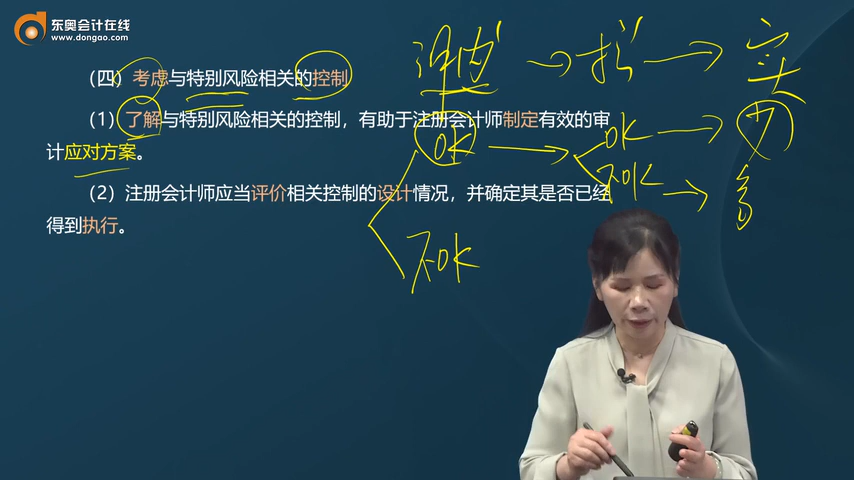 东奥会计在线
www.dongao.com
（四）考虑与特别风险相关的控制
（1）了解与特别风险相关的控制，有助于注册会计师制定有效的审
计应对方案。
（2）注册会计师应当评价相关控制的设计情况，并确定其是否已经
得到执行。
实
OK
OK
少
不OK
多
不OK